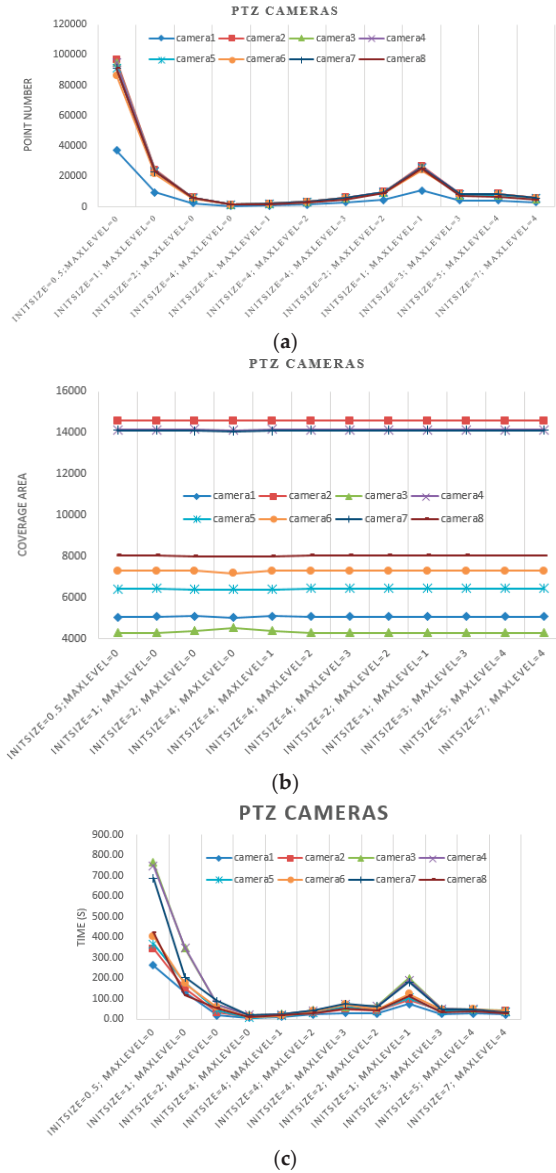 PTZ CAMERAS
camera1 camera2 camera3 camera4
camera5 camera6 camera7 camera8
POINT NUMBER
120000
100000
80000
60000
40000
20000
0
INITSIZE=0.5;MAXLEVEL=0
INITSIZE=1; MAXLEVEL=0
INITSIZE=2; MAXLEVEL=0
INITSIZE=4; MAXLEVEL=0
INITSIZE=4; MAXLEVEL=1
INITSIZE=4; MAXLEVEL=2
INITSIZE=4; MAXLEVEL=3
INITSIZE=2; MAXLEVEL=2
INITSIZE=1; MAXLEVEL=1
INITSIZE=3; MAXLEVEL=3
INITSIZE=5; MAXLEVEL=4
INITSIZE=7; MAXLEVEL=4
(a)
PTZ CAMERAS
COVERAGE AREA
16000
14000
12000
10000
8000
6000
4000
camera1 camera2 camera3 camera4
camera5 camera6 camera7 camera8
INITSIZE=0.5;MAXLEVEL=0
INITSIZE=1; MAXLEVEL=0
INITSIZE=2; MAXLEVEL=0
INITSIZE=4; MAXLEVEL=0
INITSIZE=4; MAXLEVEL=1
INITSIZE=4; MAXLEVEL=2
INITSIZE=4; MAXLEVEL=3
INITSIZE=2; MAXLEVEL=2
INITSIZE=1; MAXLEVEL=1
INITSIZE=3; MAXLEVEL=3
INITSIZE=5; MAXLEVEL=4
INITSIZE=7; MAXLEVEL=4
(b)
PTZ CAMERAS
TIME (S)
900.00
800.00
700.00
600.00
500.00
400.00
300.00
200.00
100.00
0.00
camera1 camera2 camera3 camera4
camera5 camera6 camera7 camera8
INITSIZE=0.5; MAXLEVEL=0
INITSIZE=1; MAXLEVEL=0
INITSIZE=2; MAXLEVEL=0
INITSIZE=4; MAXLEVEL=0
INITSIZE=4; MAXLEVEL=1
INITSIZE=4; MAXLEVEL=2
INITSIZE=4; MAXLEVEL=3
INITSIZE=2; MAXLEVEL=2
INITSIZE=1; MAXLEVEL=1
INITSIZE=3; MAXLEVEL=3
INITSIZE=5; MAXLEVEL=4
INITSIZE=7; MAXLEVEL=4
(c)